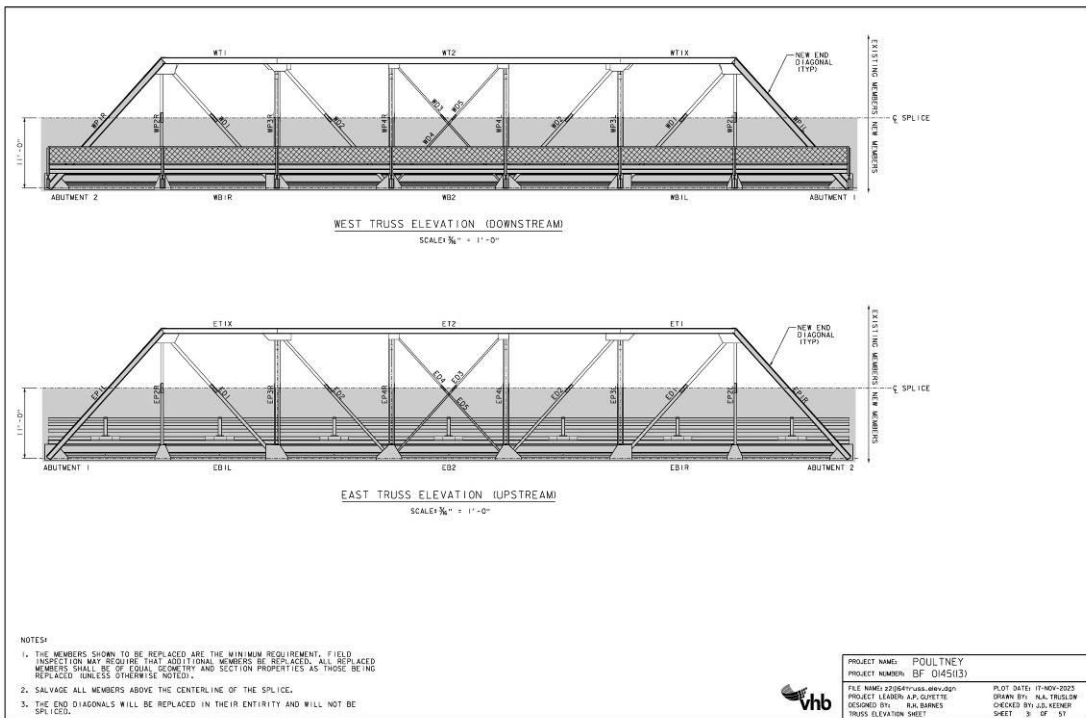 WT1 WT2 WT1X
NEW END
DIAGONAL
(TYP)
EXISTING MEMBERS
NEW MEMBERS
WP1R WP2R WD1 WP3R WD2 WP4R WD3 WD5 WD4 WP4L WD2 WP3L WD1 WP2L WP1L
℄ SPLICE
11'-0"
ABUTMENT 2 WB1R WB2 WB1L ABUTMENT 1
WEST TRUSS ELEVATION (DOWNSTREAM)
SCALE: 3/16" = 1'-0"
ET1X ET2 ET1
NEW END
DIAGONAL
(TYP)
EXISTING MEMBERS
NEW MEMBERS
EP1L EP2R ED1 EP3R ED2 EP4R ED4 ED3 ED5 EP4L ED2 EP3L ED1 EP2L EP1R
℄ SPLICE
11'-0"
ABUTMENT 1 EB1L EB2 EB1R ABUTMENT 2
EAST TRUSS ELEVATION (UPSTREAM)
SCALE: 3/16" = 1'-0"
NOTES:
1. THE MEMBERS SHOWN TO BE REPLACED ARE THE MINIMUM REQUIREMENT. FIELD
INSPECTION MAY REQUIRE THAT ADDITIONAL MEMBERS BE REPLACED. ALL REPLACED
MEMBERS SHALL BE OF EQUAL GEOMETRY AND SECTION PROPERTIES AS THOSE BEING
REPLACED (UNLESS OTHERWISE NOTED).
2. SALVAGE ALL MEMBERS ABOVE THE CENTERLINE OF THE SPLICE.
3. THE END DIAGONALS WILL BE REPLACED IN THEIR ENTIRITY AND WILL NOT BE
SPLICED.
vhb
PROJECT NAME: POULTNEY
PROJECT NUMBER: BF 0145(13)
FILE NAME: z21j64truss_elev.dgn PLOT DATE: 17-NOV-2023
PROJECT LEADER: A.P. GUYETTE DRAWN BY: N.A. TRUSLOW
DESIGNED BY: R.H. BARNES CHECKED BY: J.D. KEENER
TRUSS ELEVATION SHEET SHEET 31 OF 57